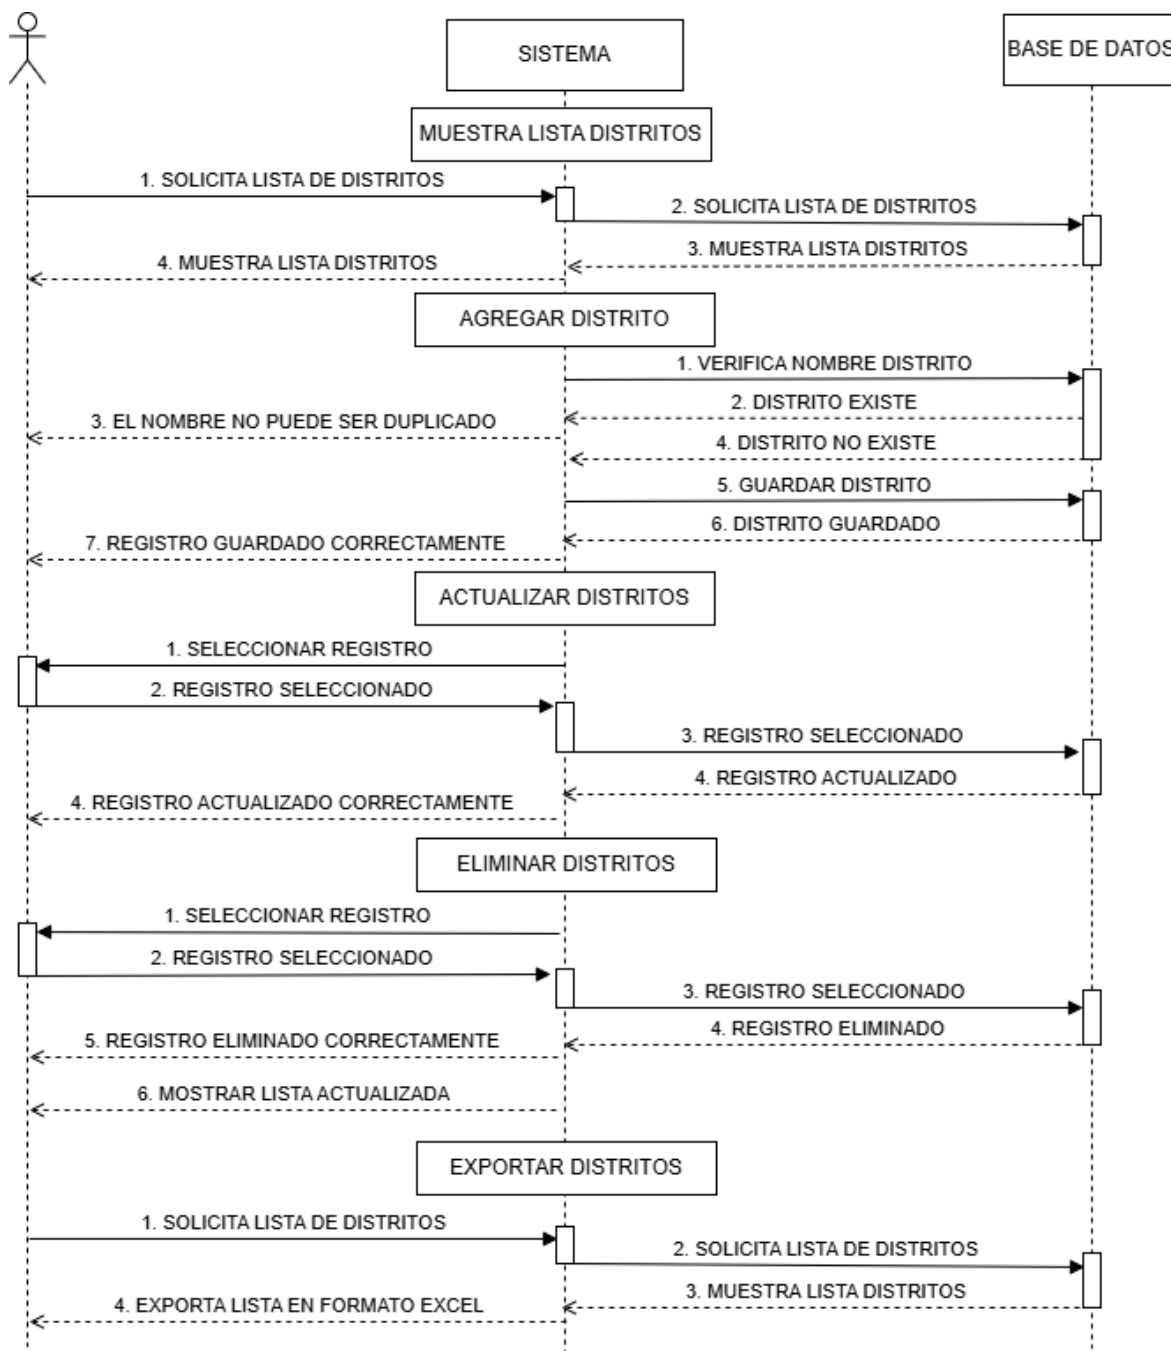 SISTEMA
BASE DE DATOS
MUESTRA LISTA DISTRITOS
1. SOLICITA LISTA DE DISTRITOS
2. SOLICITA LISTA DE DISTRITOS
3. MUESTRA LISTA DISTRITOS
4. MUESTRA LISTA DISTRITOS
AGREGAR DISTRITO
1. VERIFICA NOMBRE DISTRITO
2. DISTRITO EXISTE
3. EL NOMBRE NO PUEDE SER DUPLICADO
4. DISTRITO NO EXISTE
5. GUARDAR DISTRITO
6. DISTRITO GUARDADO
7. REGISTRO GUARDADO CORRECTAMENTE
ACTUALIZAR DISTRITOS
1. SELECCIONAR REGISTRO
2. REGISTRO SELECCIONADO
3. REGISTRO SELECCIONADO
4. REGISTRO ACTUALIZADO
4. REGISTRO ACTUALIZADO CORRECTAMENTE
ELIMINAR DISTRITOS
1. SELECCIONAR REGISTRO
2. REGISTRO SELECCIONADO
3. REGISTRO SELECCIONADO
4. REGISTRO ELIMINADO
5. REGISTRO ELIMINADO CORRECTAMENTE
6. MOSTRAR LISTA ACTUALIZADA
EXPORTAR DISTRITOS
1. SOLICITA LISTA DE DISTRITOS
2. SOLICITA LISTA DE DISTRITOS
3. MUESTRA LISTA DISTRITOS
4. EXPORTA LISTA EN FORMATO EXCEL